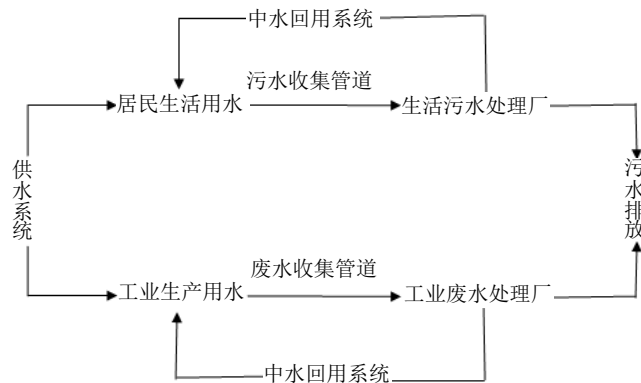 中水回用系统
污水收集管道
居民生活用水
生活污水处理厂
供水系统
污水排放
废水收集管道
工业生产用水
工业废水处理厂
中水回用系统